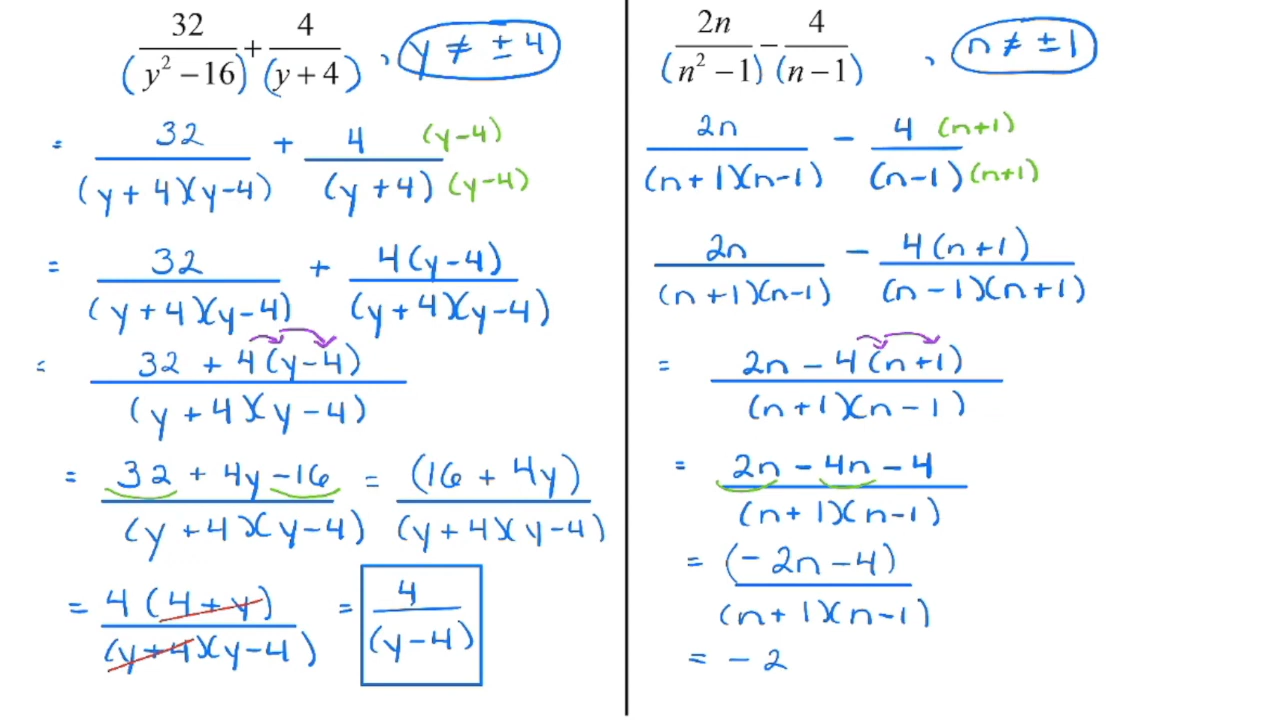 32/(y² − 16) + 4/(y + 4) , y ≠ ± 4
= 32/(y + 4)(y − 4) + 4 (y − 4)/(y + 4) (y − 4)
= 32/(y + 4)(y − 4) + 4(y − 4)/(y + 4)(y − 4)
= 32 + 4(y − 4)/(y + 4)(y − 4)
= 32 + 4y − 16/(y + 4)(y − 4) = (16 + 4y)/(y + 4)(y − 4)
= 4(4 + y)/(y + 4)(y − 4) = 4/(y − 4)
2n/(n² − 1) − 4/(n − 1) , n ≠ ± 1
2n/(n + 1)(n − 1) − 4 (n + 1)/(n − 1) (n + 1)
2n/(n + 1)(n − 1) − 4(n + 1)/(n − 1)(n + 1)
= 2n − 4(n + 1)/(n + 1)(n − 1)
= 2n − 4n − 4/(n + 1)(n − 1)
= (− 2n − 4)/(n + 1)(n − 1)
= − 2